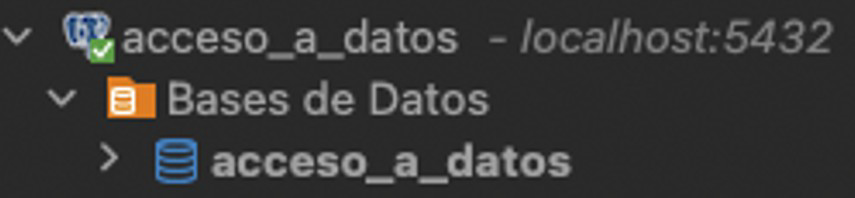 acceso_a_datos - localhost:5432
Bases de Datos
acceso_a_datos